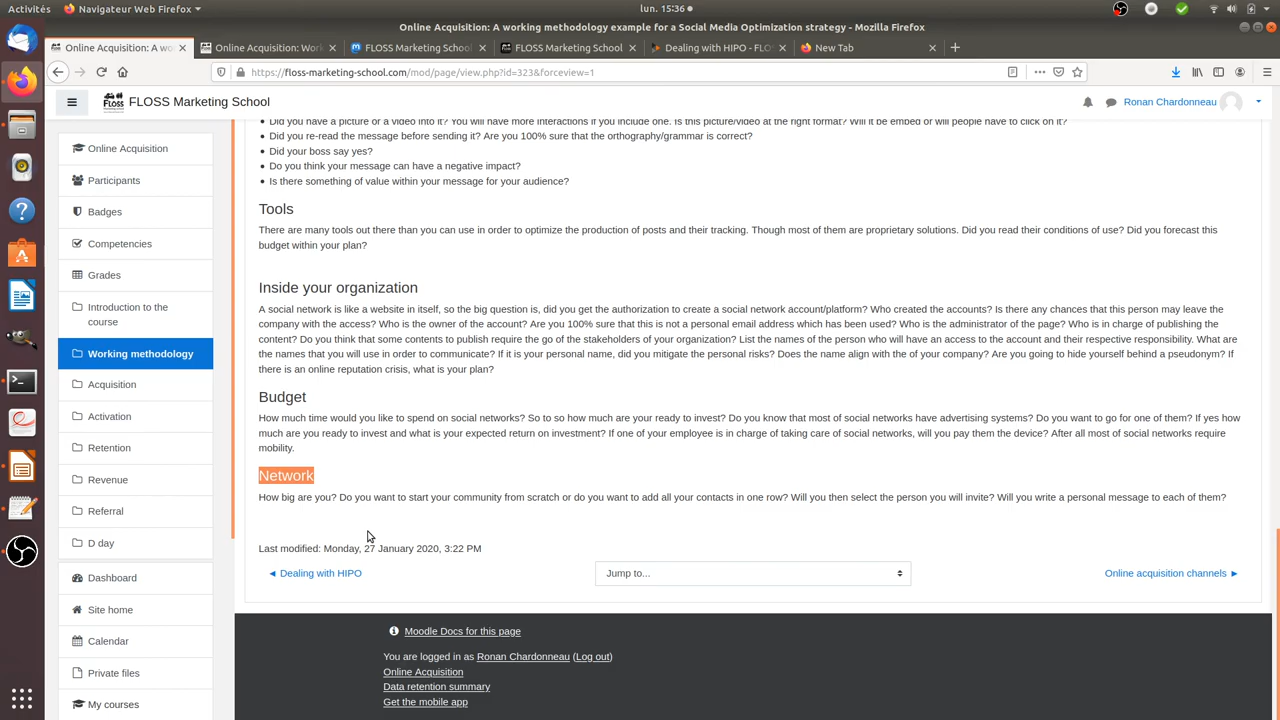 Activités
Navigateur Web Firefox
lun. 15:36
Online Acquisition: A working methodology example for a Social Media Optimization strategy - Mozilla Firefox
Online Acquisition: A wo
Online Acquisition: Work
FLOSS Marketing School
FLOSS Marketing School
Dealing with HIPO - FLOS
New Tab
https://floss-marketing-school.com/mod/page/view.php?id=323&forceview=1
FLOSS Marketing School
Ronan Chardonneau
Online Acquisition
Participants
Badges
Competencies
Grades
Introduction to the
course
Working methodology
Acquisition
Activation
Retention
Revenue
Referral
D day
Dashboard
Site home
Calendar
Private files
My courses
Did you have a picture or a video into it? You will have more interactions if you include one. Is this picture/video at the right format? Will it be embed or will people have to click on it?
Did you re-read the message before sending it? Are you 100% sure that the orthography/grammar is correct?
Did your boss say yes?
Do you think your message can have a negative impact?
Is there something of value within your message for your audience?
Tools
There are many tools out there than you can use in order to optimize the production of posts and their tracking. Though most of them are proprietary solutions. Did you read their conditions of use? Did you forecast this
budget within your plan?
Inside your organization
A social network is like a website in itself, so the big question is, did you get the authorization to create a social network account/platform? Who created the accounts? Is there any chances that this person may leave the
company with the access? Who is the owner of the account? Are you 100% sure that this is not a personal email address which has been used? Who is the administrator of the page? Who is in charge of publishing the
content? Do you think that some contents to publish require the go of the stakeholders of your organization? List the names of the person who will have an access to the account and their respective responsibility. What are
the names that you will use in order to communicate? If it is your personal name, did you mitigate the personal risks? Does the name align with the of your company? Are you going to hide yourself behind a pseudonym? If
there is an online reputation crisis, what is your plan?
Budget
How much time would you like to spend on social networks? So to so how much are your ready to invest? Do you know that most of social networks have advertising systems? Do you want to go for one of them? If yes how
much are you ready to invest and what is your expected return on investment? If one of your employee is in charge of taking care of social networks, will you pay them the device? After all most of social networks require
mobility.
Network
How big are you? Do you want to start your community from scratch or do you want to add all your contacts in one row? Will you then select the person you will invite? Will you write a personal message to each of them?
Last modified: Monday, 27 January 2020, 3:22 PM
◄ Dealing with HIPO
Jump to...
Online acquisition channels ►
Moodle Docs for this page
You are logged in as Ronan Chardonneau (Log out)
Online Acquisition
Data retention summary
Get the mobile app